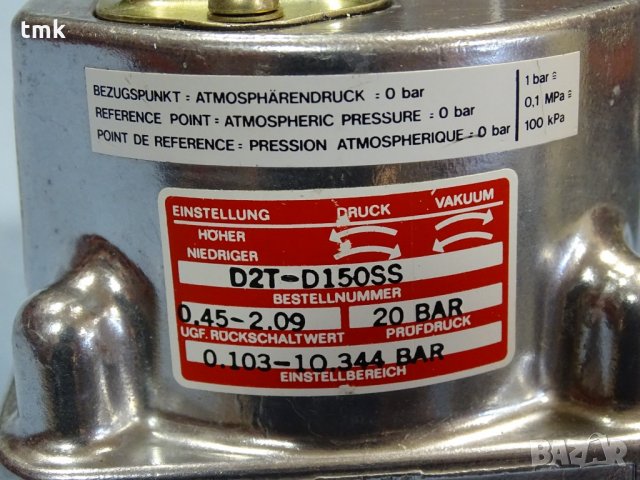 tmk
BEZUGSPUNKT = ATMOSPHÄRENDRUCK = 0 bar
REFERENCE POINT = ATMOSPHERIC PRESSURE = 0 bar
POINT DE REFERENCE = PRESSION ATMOSPHERIQUE = 0 bar
1 bar ≙
0,1 MPa ≙
100 kPa
EINSTELLUNG DRUCK VAKUUM
HÖHER
NIEDRIGER
D2T-D150SS
BESTELLNUMMER
0.45-2.09 20 BAR
UGF. RÜCKSCHALTWERT PRÜFDRUCK
0.103-10.344 BAR
EINSTELLBEREICH
BAZAR
tmk